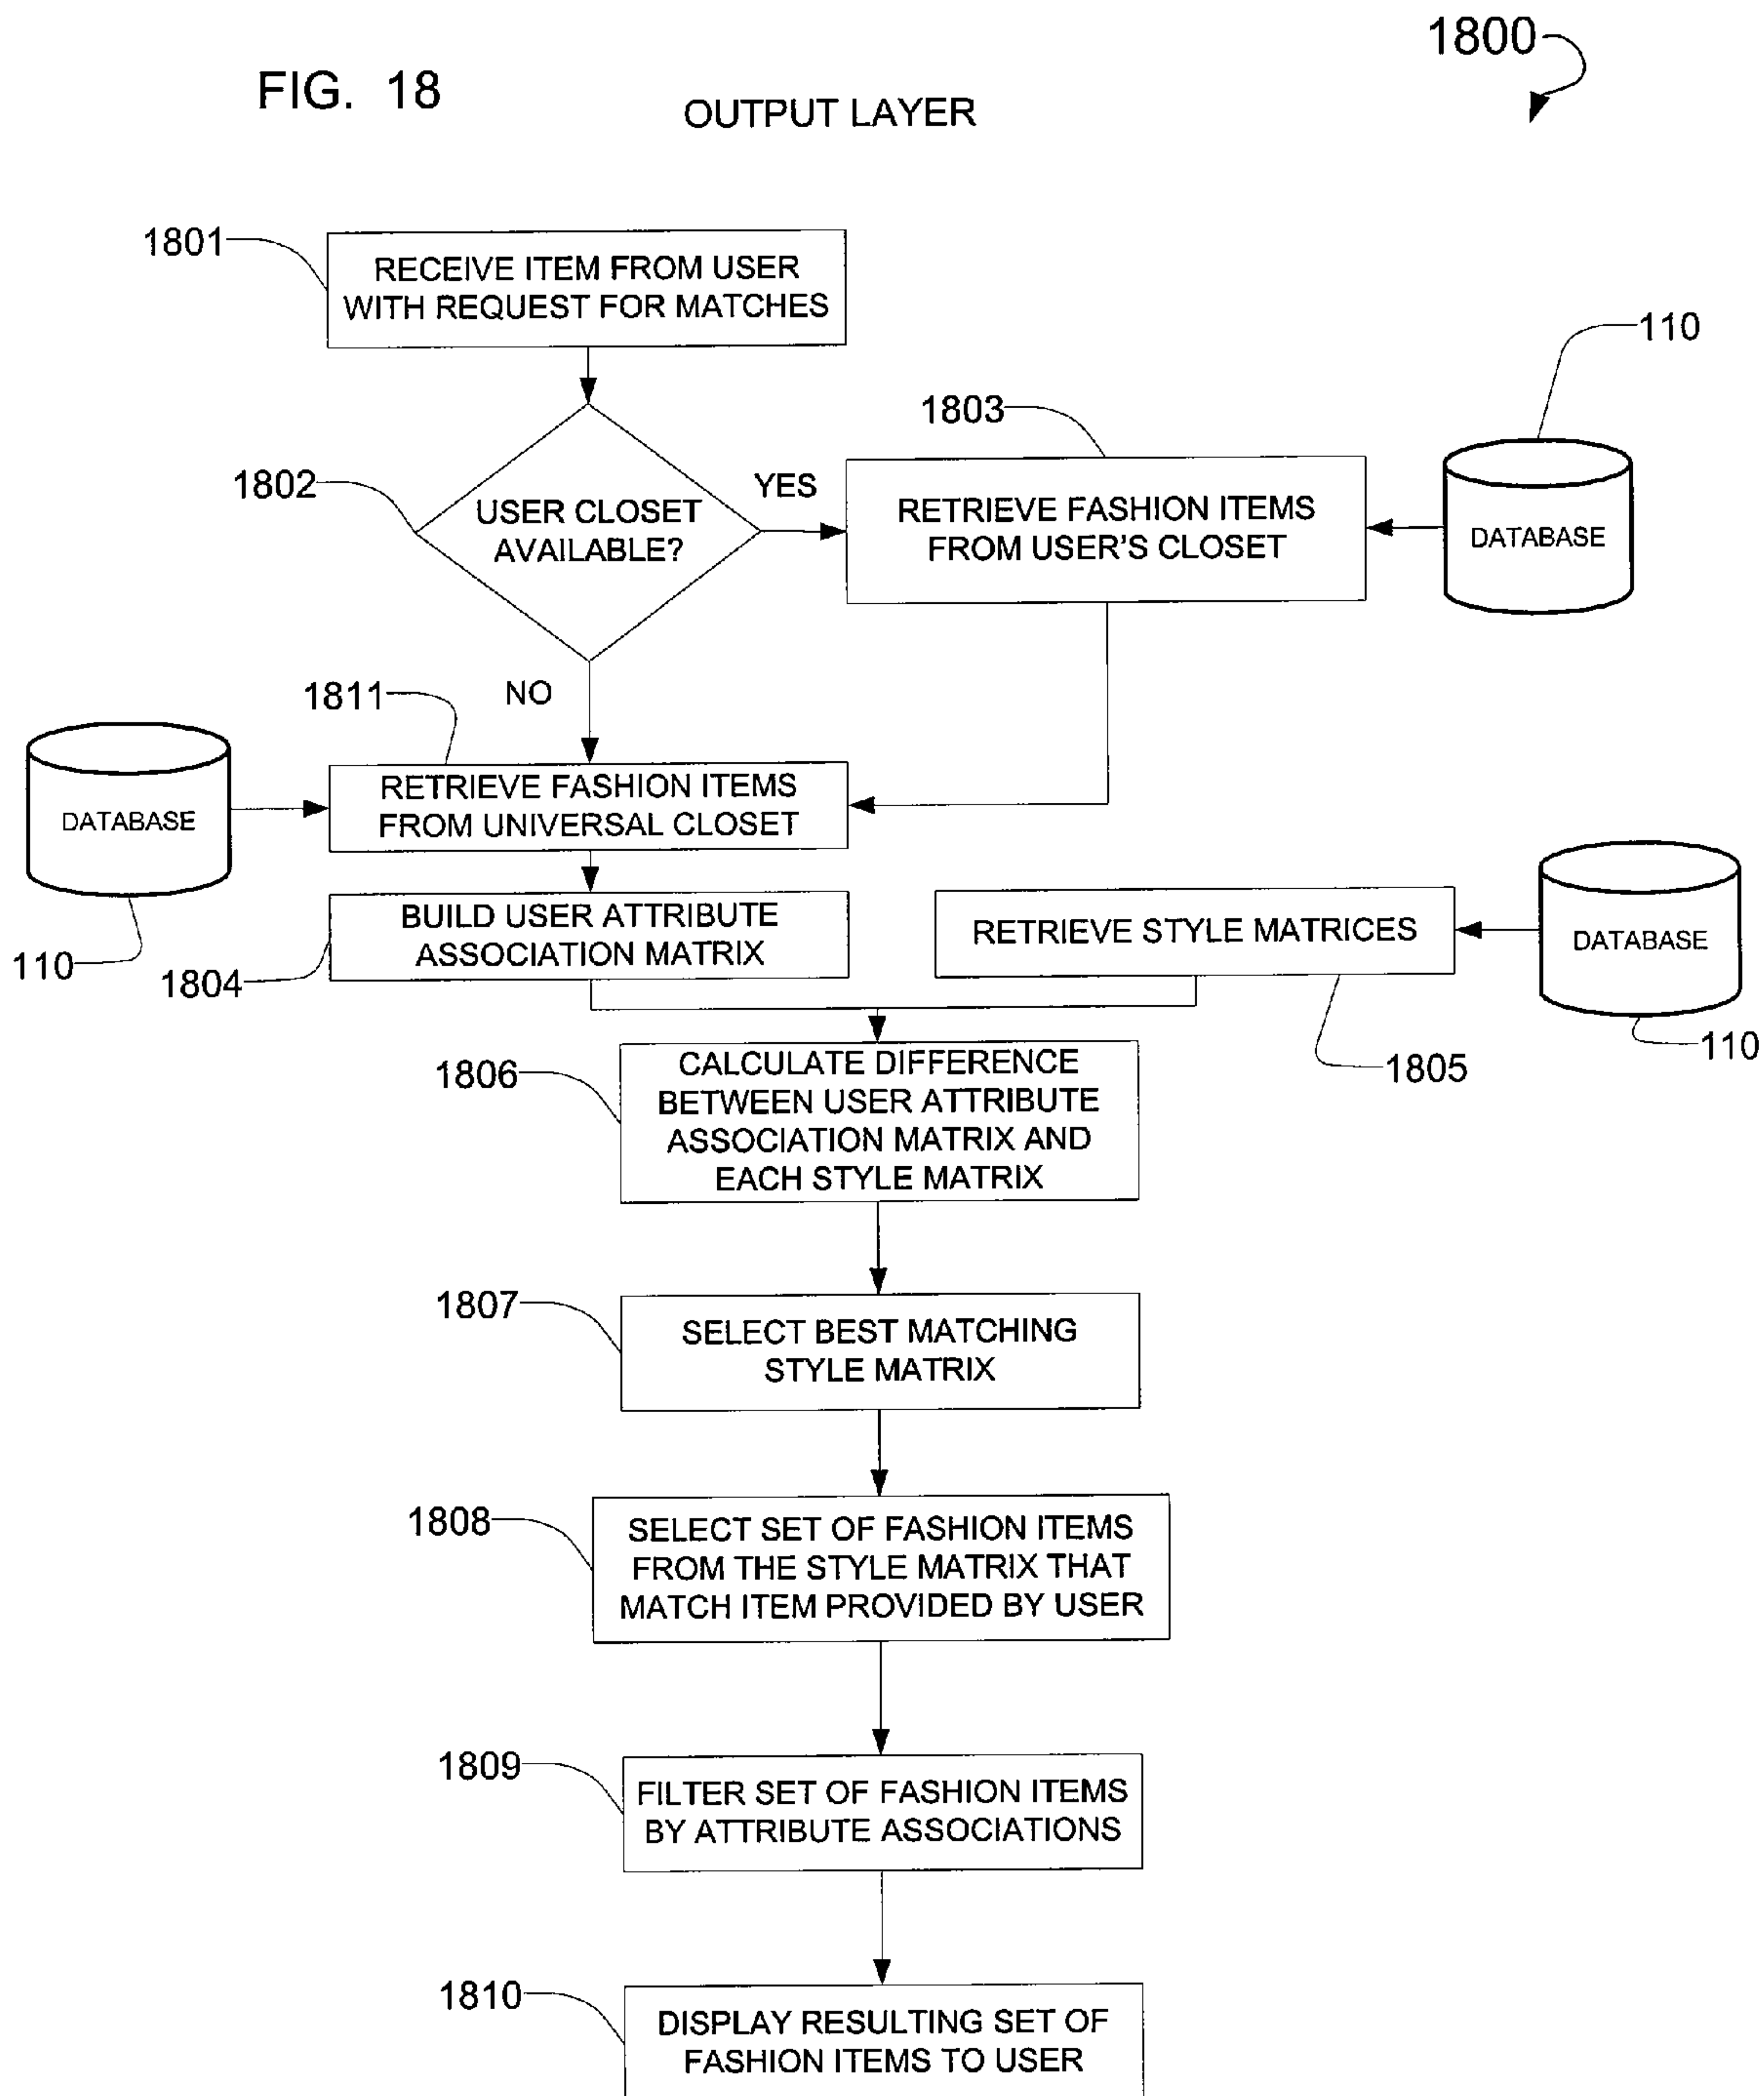 1800
FIG. 18
OUTPUT LAYER
1801
RECEIVE ITEM FROM USER
WITH REQUEST FOR MATCHES
110
1803
1802
USER CLOSET
AVAILABLE?
YES
RETRIEVE FASHION ITEMS
FROM USER'S CLOSET
DATABASE
NO
1811
DATABASE
RETRIEVE FASHION ITEMS
FROM UNIVERSAL CLOSET
110
1804
BUILD USER ATTRIBUTE
ASSOCIATION MATRIX
RETRIEVE STYLE MATRICES
DATABASE
1805
110
1806
CALCULATE DIFFERENCE
BETWEEN USER ATTRIBUTE
ASSOCIATION MATRIX AND
EACH STYLE MATRIX
1807
SELECT BEST MATCHING
STYLE MATRIX
1808
SELECT SET OF FASHION ITEMS
FROM THE STYLE MATRIX THAT
MATCH ITEM PROVIDED BY USER
1809
FILTER SET OF FASHION ITEMS
BY ATTRIBUTE ASSOCIATIONS
1810
DISPLAY RESULTING SET OF
FASHION ITEMS TO USER